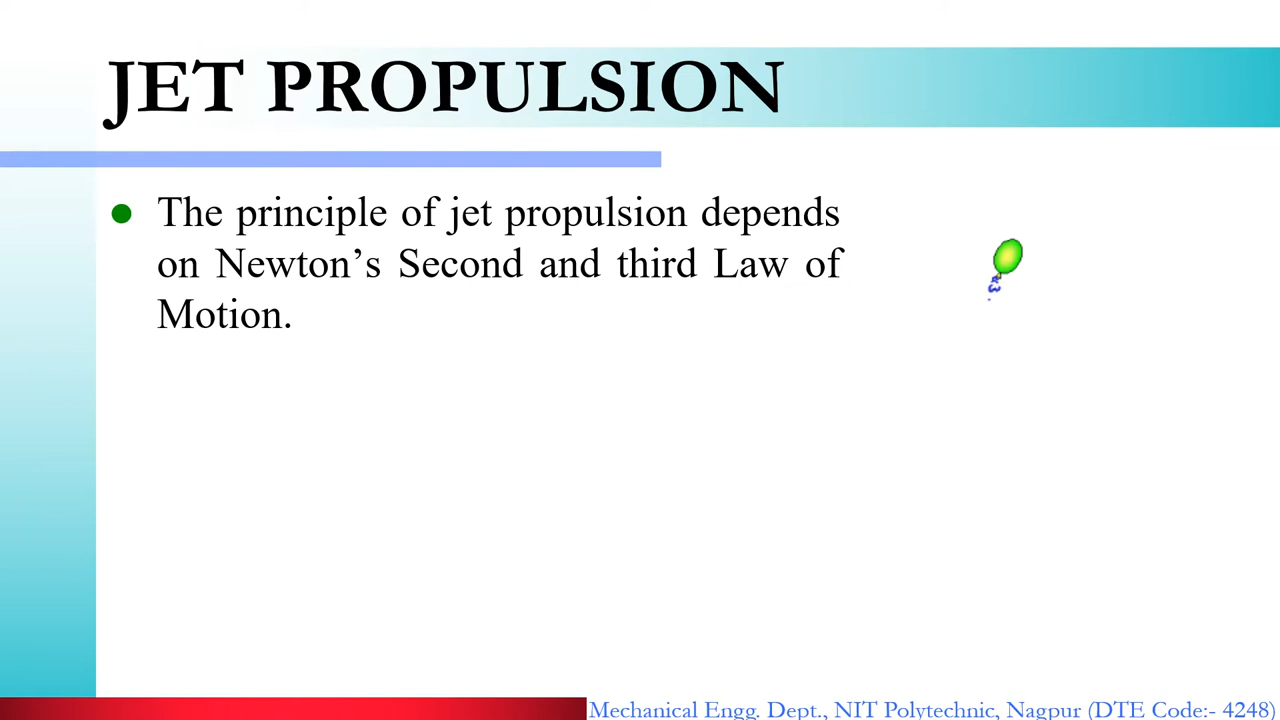 JET PROPULSION
The principle of jet propulsion depends
on Newton’s Second and third Law of
Motion.
Mechanical Engg. Dept., NIT Polytechnic, Nagpur (DTE Code:- 4248)